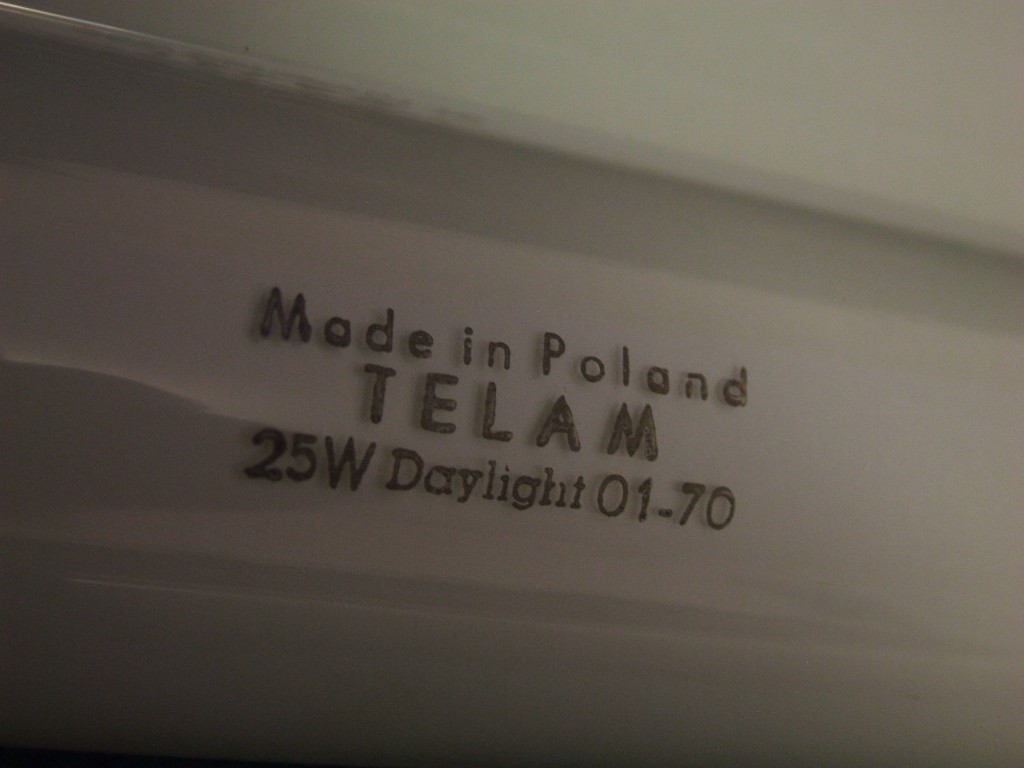 Made in Poland
TELAM
25W Daylight 01-70